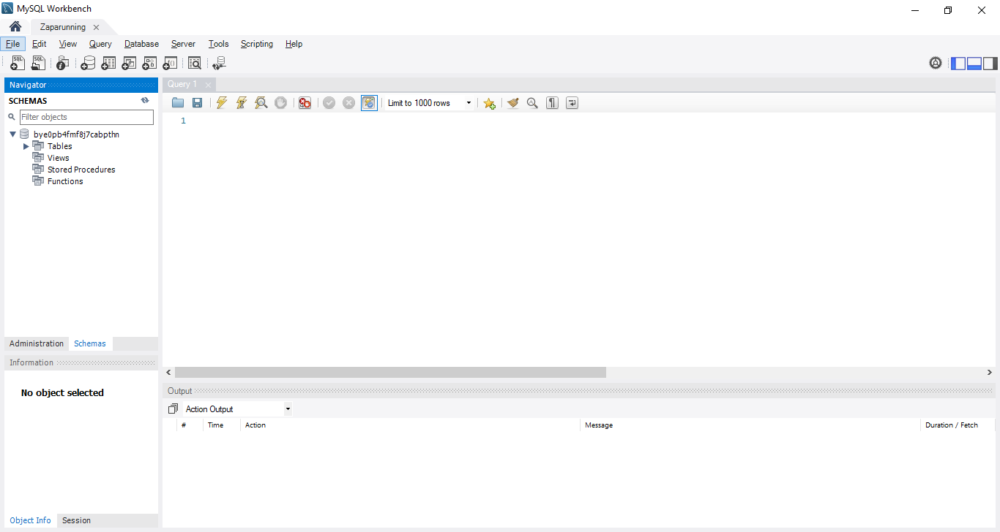 MySQL Workbench
Zaparunning
File Edit View Query Database Server Tools Scripting Help
SQL SQL
Navigator
Query 1
SCHEMAS
Filter objects
Limit to 1000 rows
1
bye0pb4fmf8j7cabpthn
Tables
Views
Stored Procedures
Functions
Administration Schemas
Information
No object selected
Output
Action Output
# Time Action Message Duration / Fetch
Object Info Session